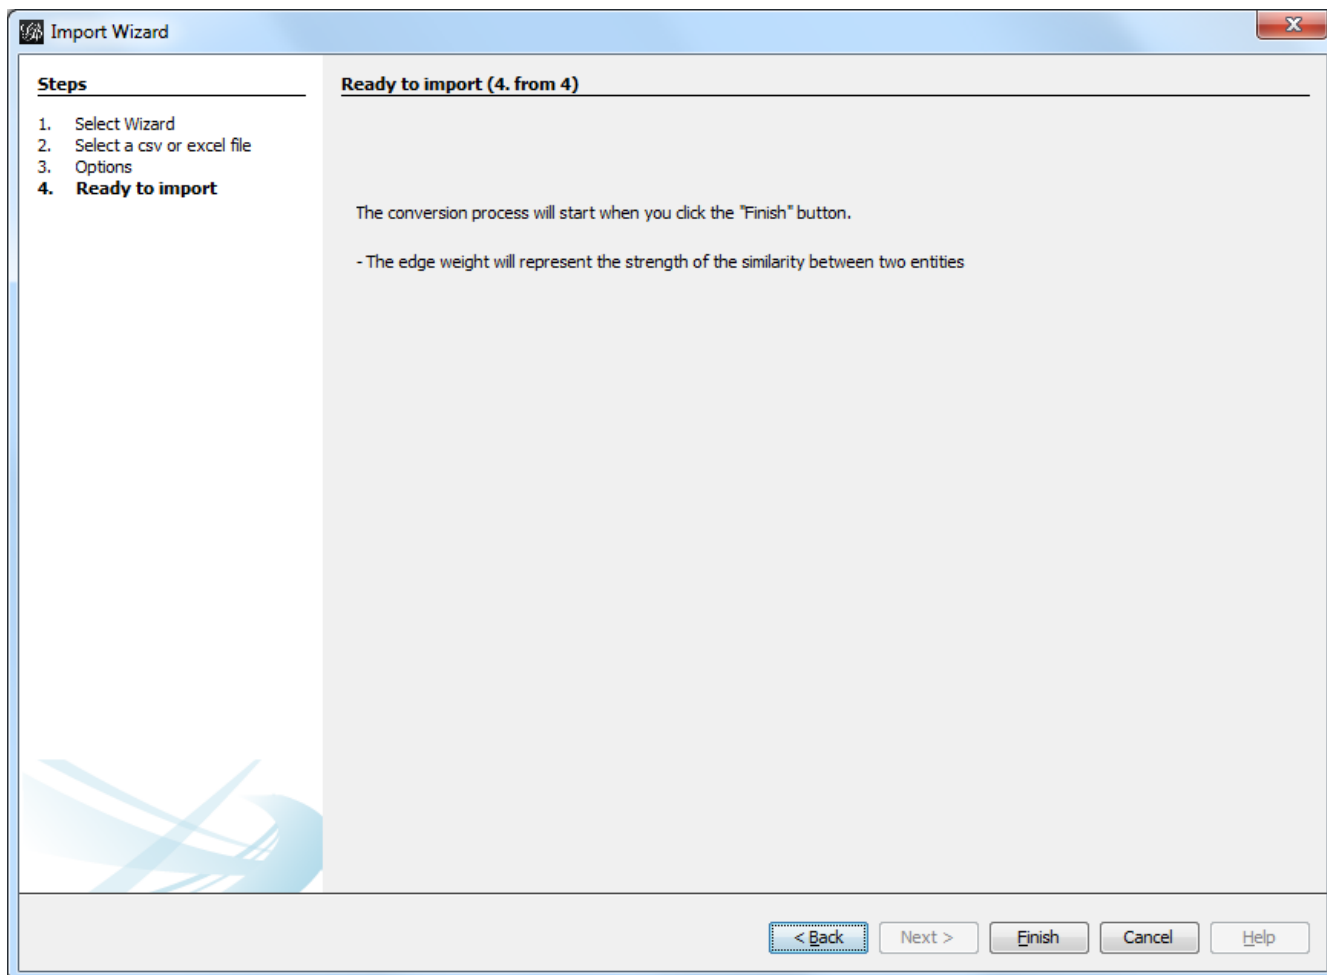 Import Wizard
Steps
1. Select Wizard
2. Select a csv or excel file
3. Options
4. Ready to import
Ready to import (4. from 4)
The conversion process will start when you click the "Finish" button.
- The edge weight will represent the strength of the similarity between two entities
< Back Next > Finish Cancel Help